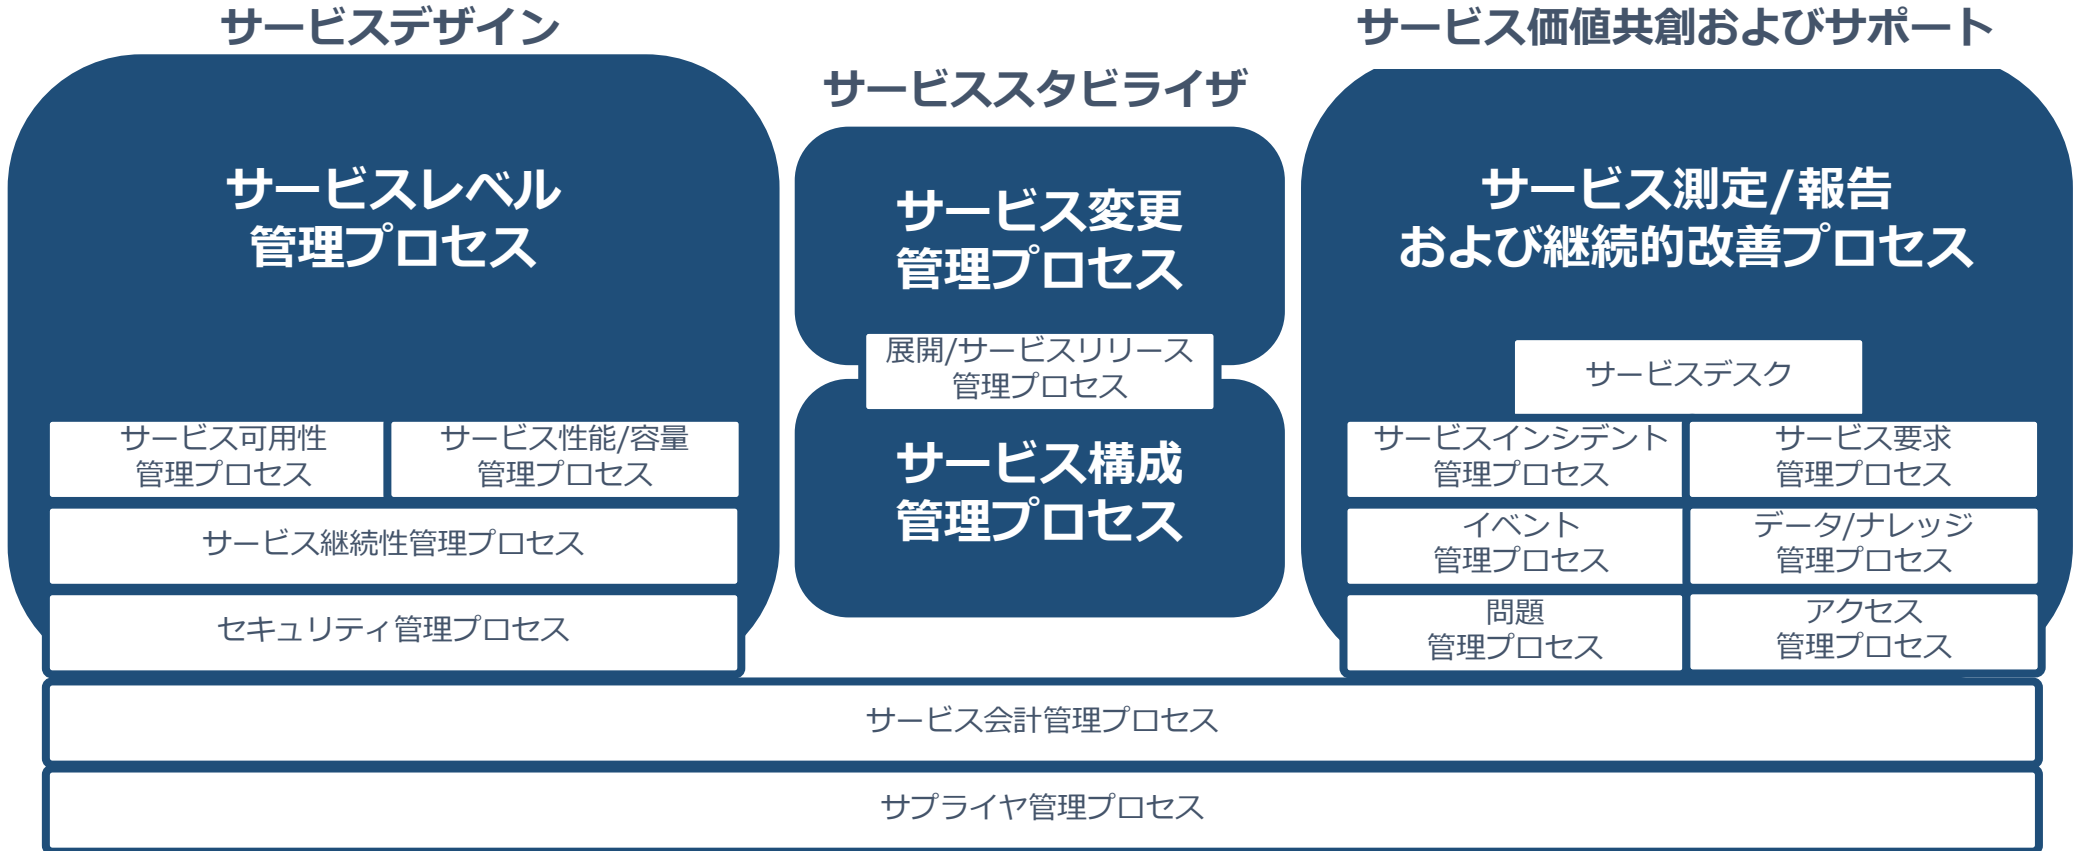 サービスデザイン
サービスレベル
管理プロセス
サービス可用性
管理プロセス
サービス性能/容量
管理プロセス
サービス継続性管理プロセス
セキュリティ管理プロセス
サービススタビライザ
サービス変更
管理プロセス
展開/サービスリリース
管理プロセス
サービス構成
管理プロセス
サービス価値共創およびサポート
サービス測定/報告
および継続的改善プロセス
サービスデスク
サービスインシデント
管理プロセス
サービス要求
管理プロセス
イベント
管理プロセス
データ/ナレッジ
管理プロセス
問題
管理プロセス
アクセス
管理プロセス
サービス会計管理プロセス
サプライヤ管理プロセス